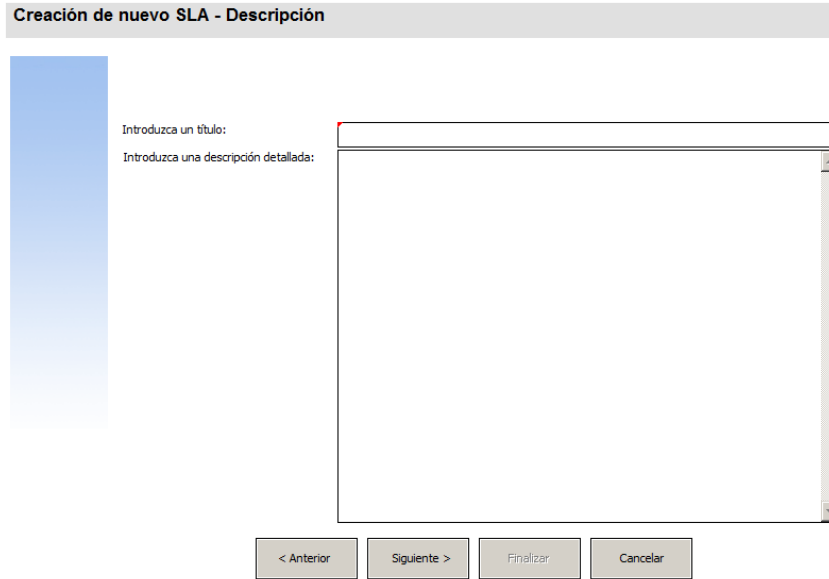 Creación de nuevo SLA - Descripción
Introduzca un título:
Introduzca una descripción detallada:
< Anterior
Siguiente >
Finalizar
Cancelar